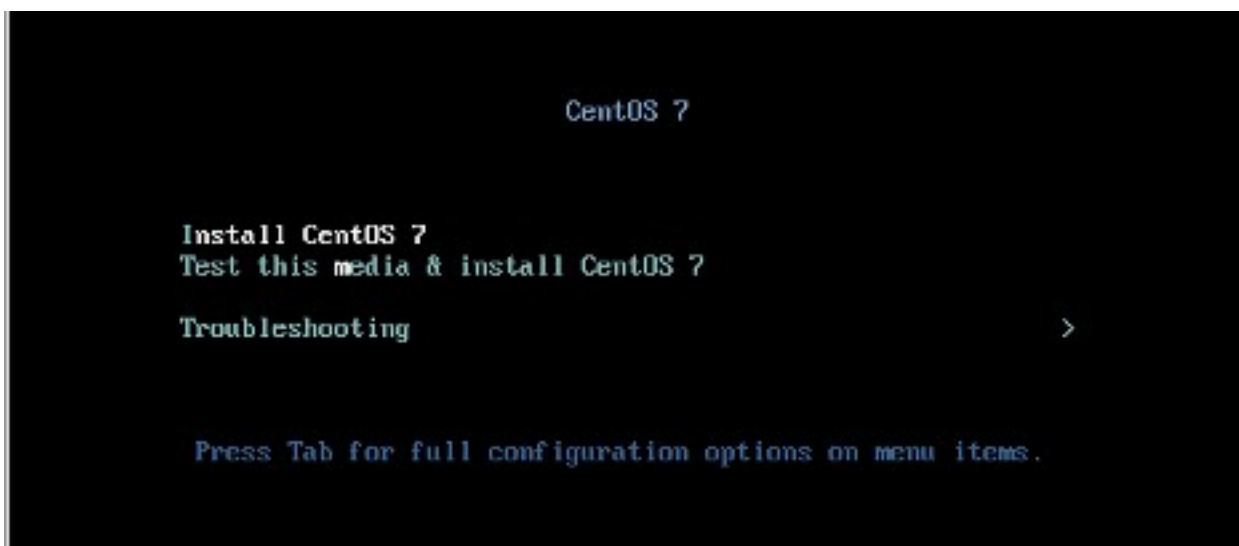 CentOS 7
Install CentOS 7
Test this media & install CentOS 7
Troubleshooting >
Press Tab for full configuration options on menu items.